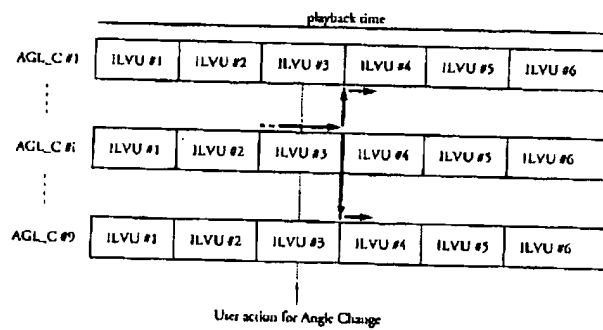 playback time
AGL_C #1 ILVU #1 ILVU #2 ILVU #3 ILVU #4 ILVU #5 ILVU #6
AGL_C #i ILVU #1 ILVU #2 ILVU #3 ILVU #4 ILVU #5 ILVU #6
AGL_C #9 ILVU #1 ILVU #2 ILVU #3 ILVU #4 ILVU #5 ILVU #6
User action for Angle Change